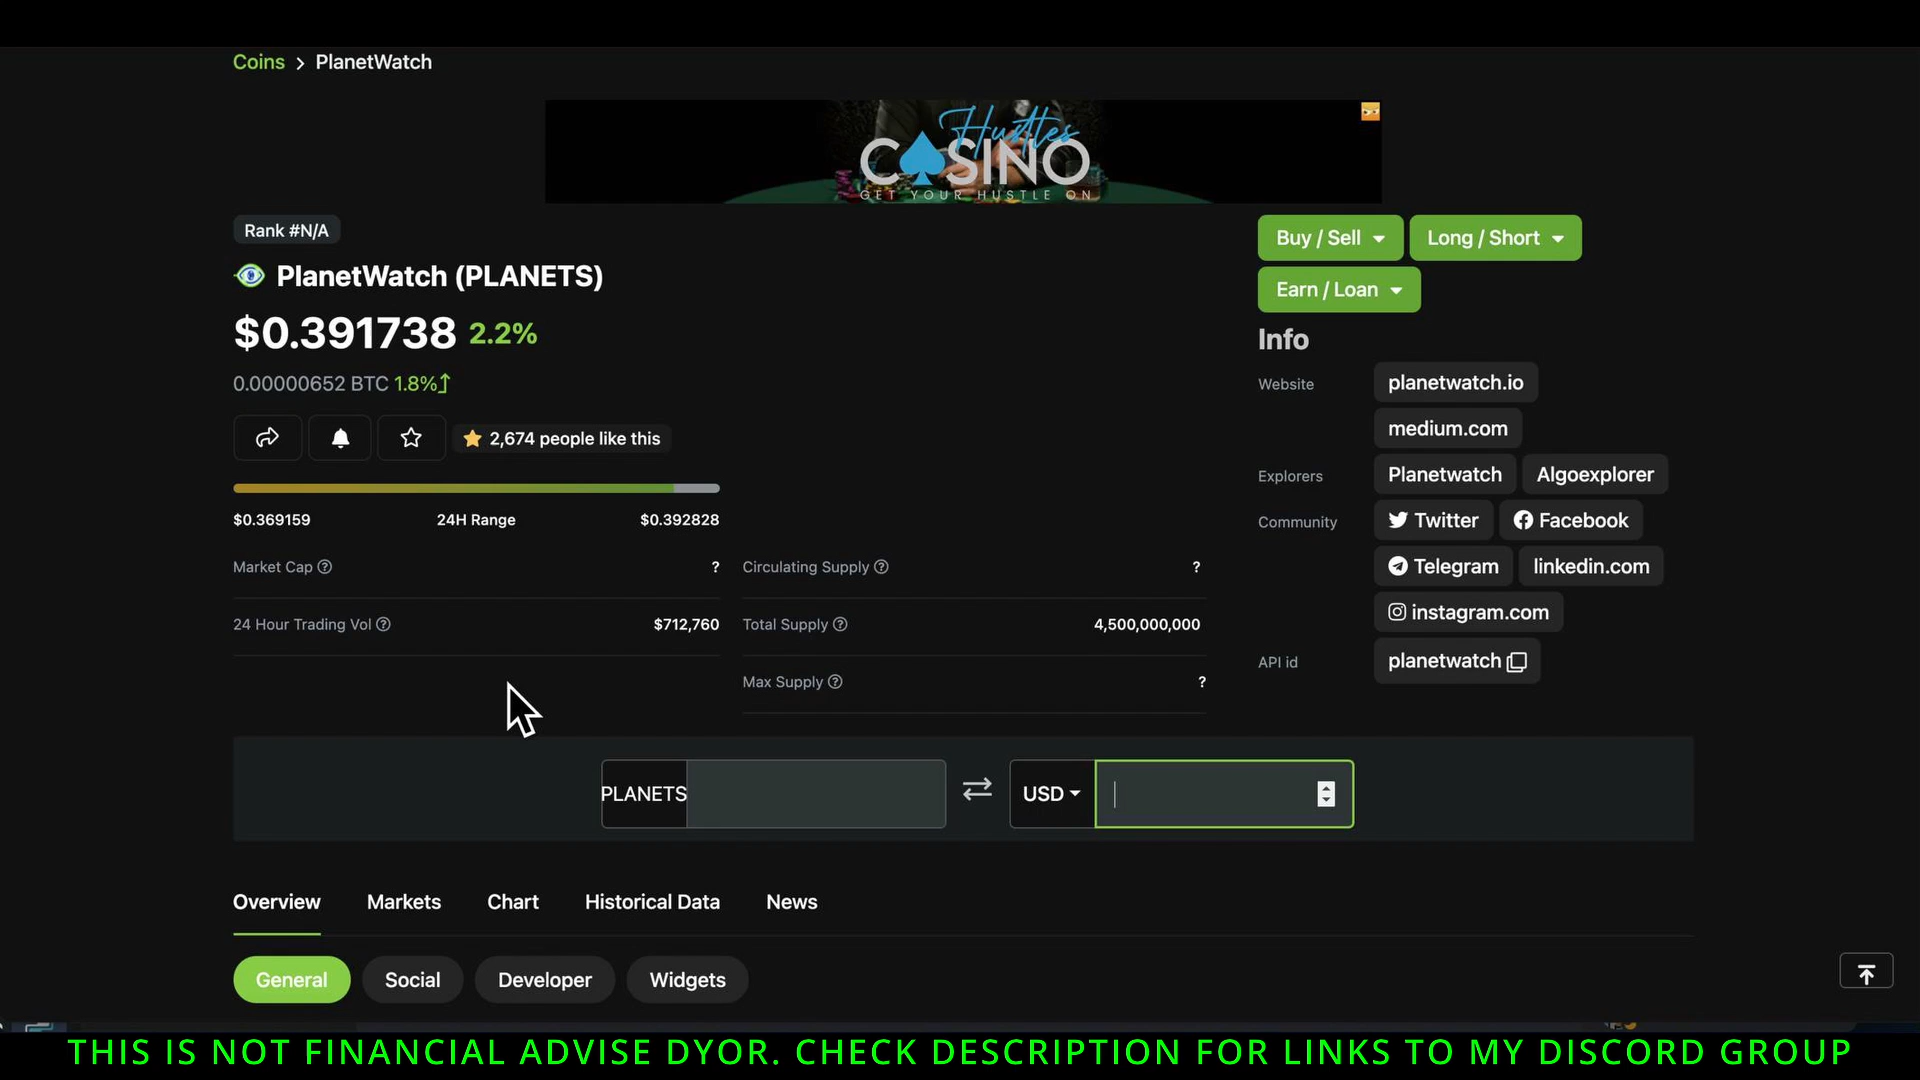 Coins > PlanetWatch
Hustles
CASINO
GET YOUR HUSTLE ON
Rank #N/A
PlanetWatch (PLANETS)
$0.391738 2.2%
0.00000652 BTC 1.8%
2,674 people like this
$0.369159 24H Range $0.392828
Market Cap ?
24 Hour Trading Vol $712,760
Circulating Supply ?
Total Supply 4,500,000,000
Max Supply ?
Buy / Sell Long / Short
Earn / Loan
Info
Website planetwatch.io
medium.com
Explorers Planetwatch Algoexplorer
Community Twitter Facebook
Telegram linkedin.com
instagram.com
API id planetwatch
PLANETS USD
Overview Markets Chart Historical Data News
General Social Developer Widgets
THIS IS NOT FINANCIAL ADVISE DYOR. CHECK DESCRIPTION FOR LINKS TO MY DISCORD GROUP